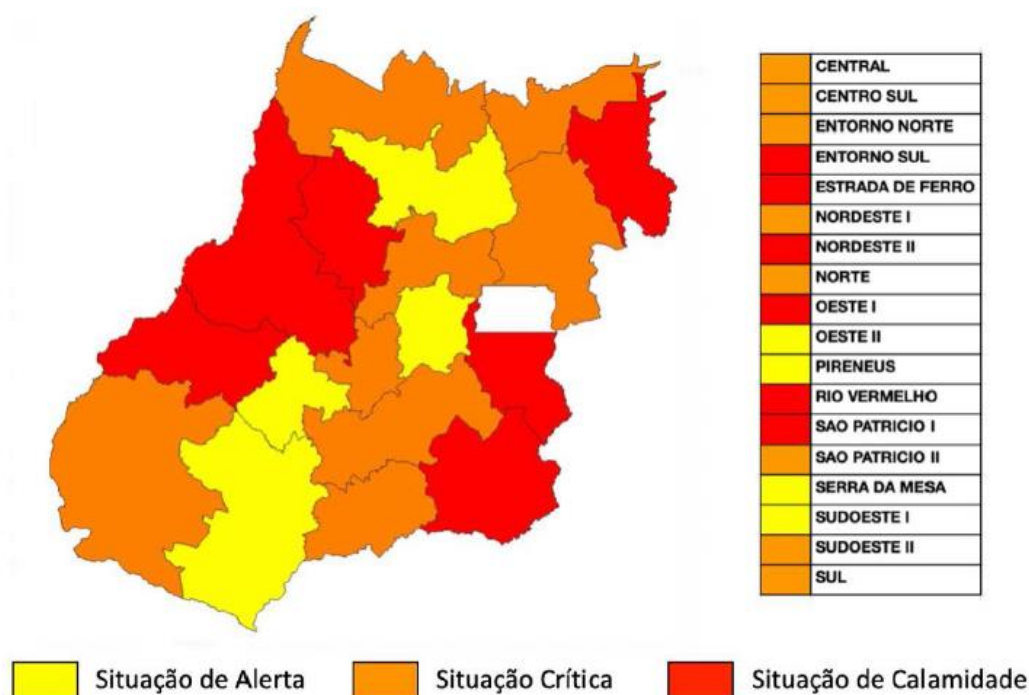 CENTRAL
CENTRO SUL
ENTORNO NORTE
ENTORNO SUL
ESTRADA DE FERRO
NORDESTE I
NORDESTE II
NORTE
OESTE I
OESTE II
PIRENEUS
RIO VERMELHO
SAO PATRICIO I
SAO PATRICIO II
SERRA DA MESA
SUDOESTE I
SUDOESTE II
SUL
Situação de Alerta
Situação Crítica
Situação de Calamidade